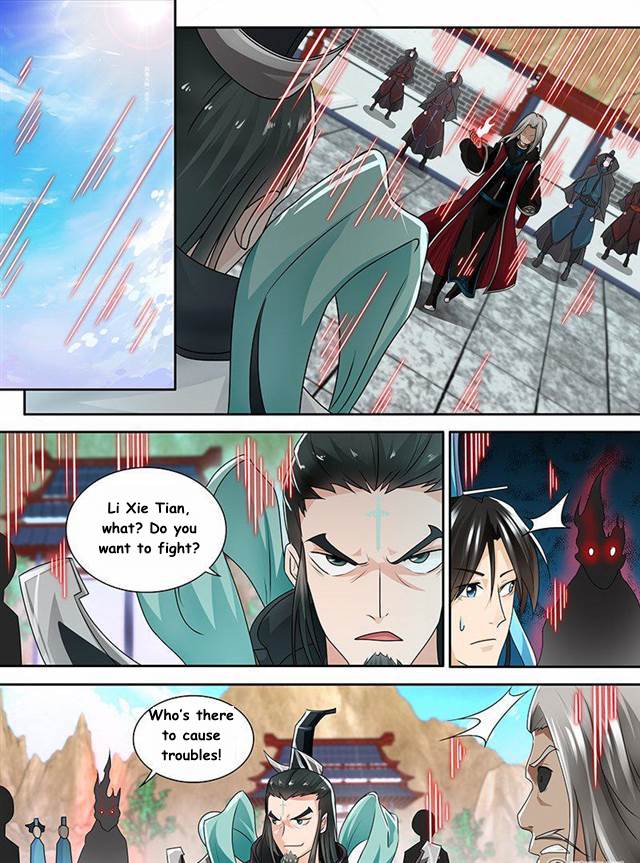 Li Xie Tian,
what? Do you
want to fight?
Who's there
to cause
troubles!